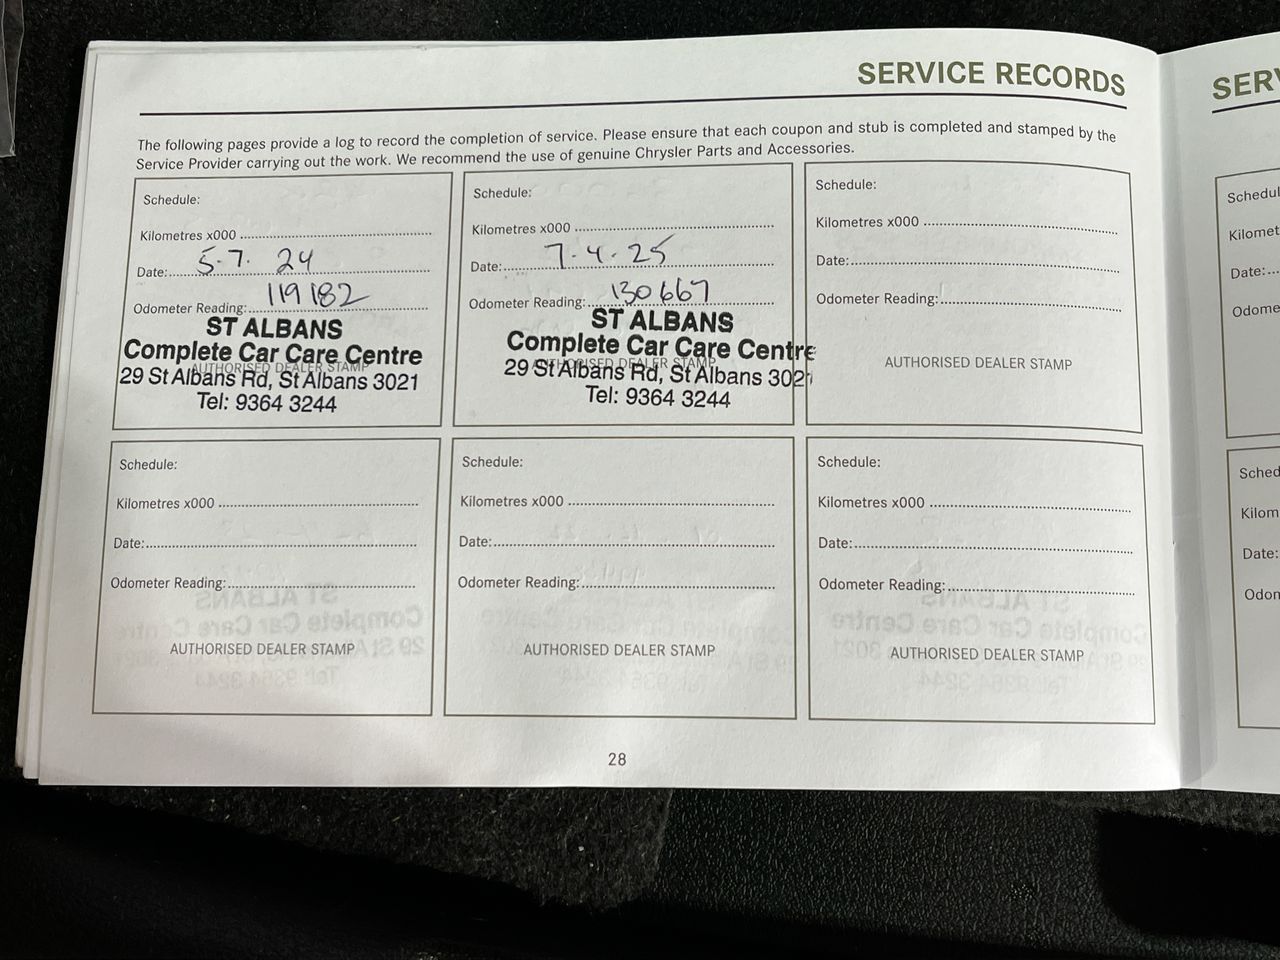 SERVICE RECORDS
The following pages provide a log to record the completion of service. Please ensure that each coupon and stub is completed and stamped by the
Service Provider carrying out the work. We recommend the use of genuine Chrysler Parts and Accessories.
Schedule:
Kilometres x000
Date: 5.7. 24
Odometer Reading: 119182
AUTHORISED DEALER STAMP
ST ALBANS
Complete Car Care Centre
29 St Albans Rd, St Albans 3021
Tel: 9364 3244
Schedule:
Kilometres x000
Date: 7.4.25
Odometer Reading: 130667
AUTHORISED DEALER STAMP
ST ALBANS
Complete Car Care Centre
29 St Albans Rd, St Albans 3021
Tel: 9364 3244
Schedule:
Kilometres x000
Date:
Odometer Reading:
AUTHORISED DEALER STAMP
Schedule:
Kilometres x000
Date:
Odometer Reading:
AUTHORISED DEALER STAMP
Schedule:
Kilometres x000
Date:
Odometer Reading:
AUTHORISED DEALER STAMP
Schedule:
Kilometres x000
Date:
Odometer Reading:
AUTHORISED DEALER STAMP
28
SERV
Schedul
Kilomet
Date:
Odome
Sched
Kilom
Date:
Odon